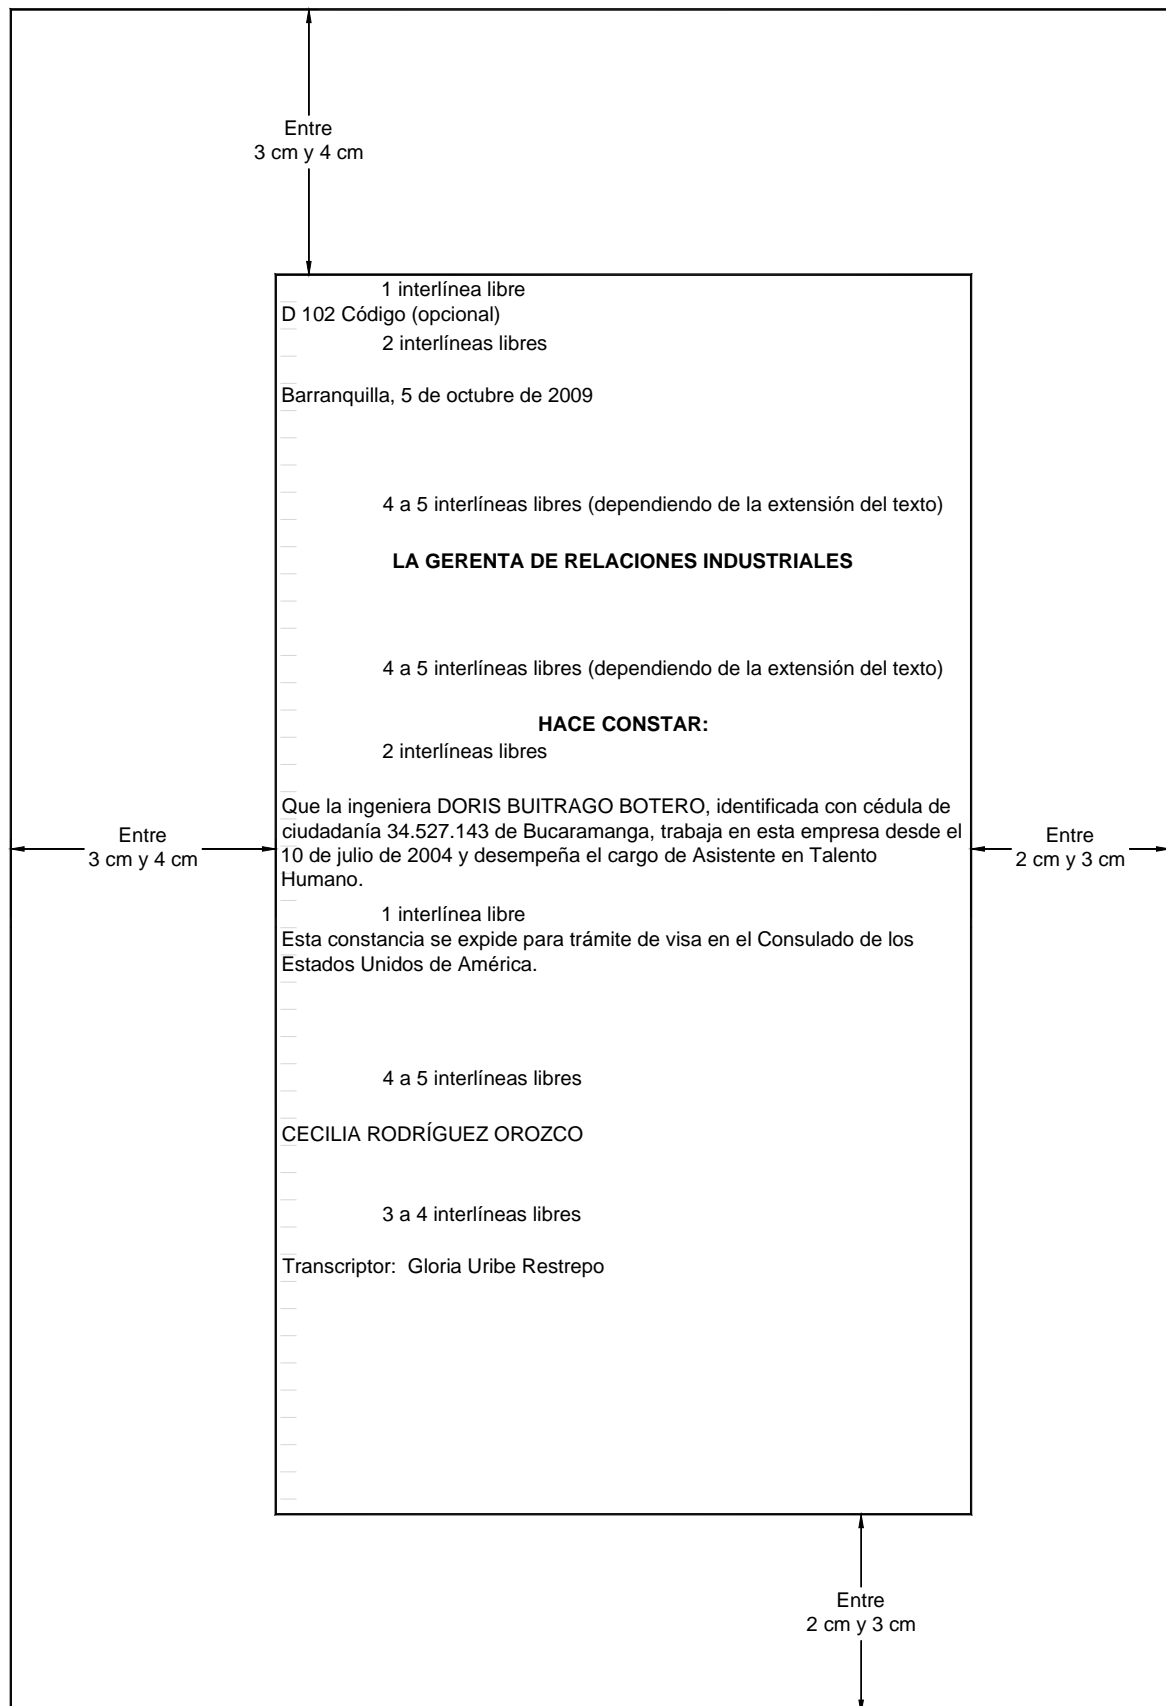 Entre
3 cm y 4 cm
1 interlínea libre
D 102 Código (opcional)
2 interlíneas libres
Barranquilla, 5 de octubre de 2009
4 a 5 interlíneas libres (dependiendo de la extensión del texto)
LA GERENTA DE RELACIONES INDUSTRIALES
4 a 5 interlíneas libres (dependiendo de la extensión del texto)
HACE CONSTAR:
2 interlíneas libres
Que la ingeniera DORIS BUITRAGO BOTERO, identificada con cédula de
ciudadanía 34.527.143 de Bucaramanga, trabaja en esta empresa desde el
10 de julio de 2004 y desempeña el cargo de Asistente en Talento
Humano.
Entre
3 cm y 4 cm
Entre
2 cm y 3 cm
1 interlínea libre
Esta constancia se expide para trámite de visa en el Consulado de los
Estados Unidos de América.
4 a 5 interlíneas libres
CECILIA RODRÍGUEZ OROZCO
3 a 4 interlíneas libres
Transcriptor:  Gloria Uribe Restrepo
Entre
2 cm y 3 cm